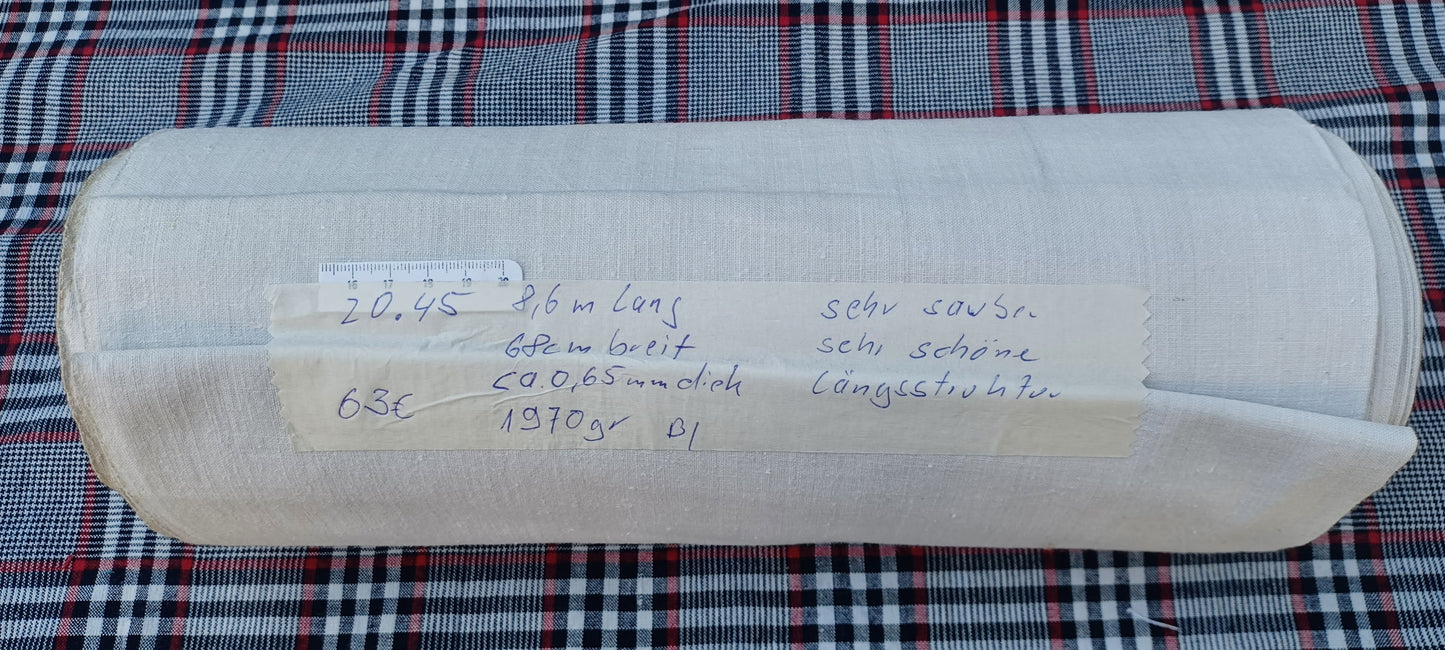 16 17 18 19 20
20.45
63€
8,6 m lang
68cm breit
ca. 0,65 mm dick
1970gr B/
sehr sauber
sehr schöne
Längsstruktur